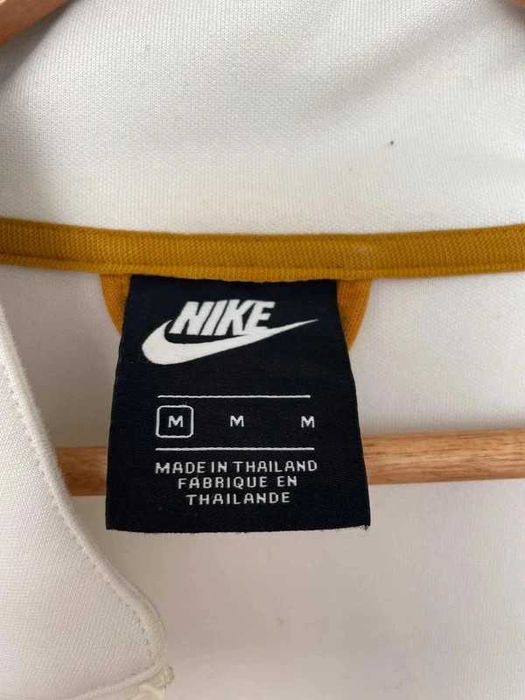 NIKE
M M M
MADE IN THAILAND
FABRIQUE EN
THAILANDE